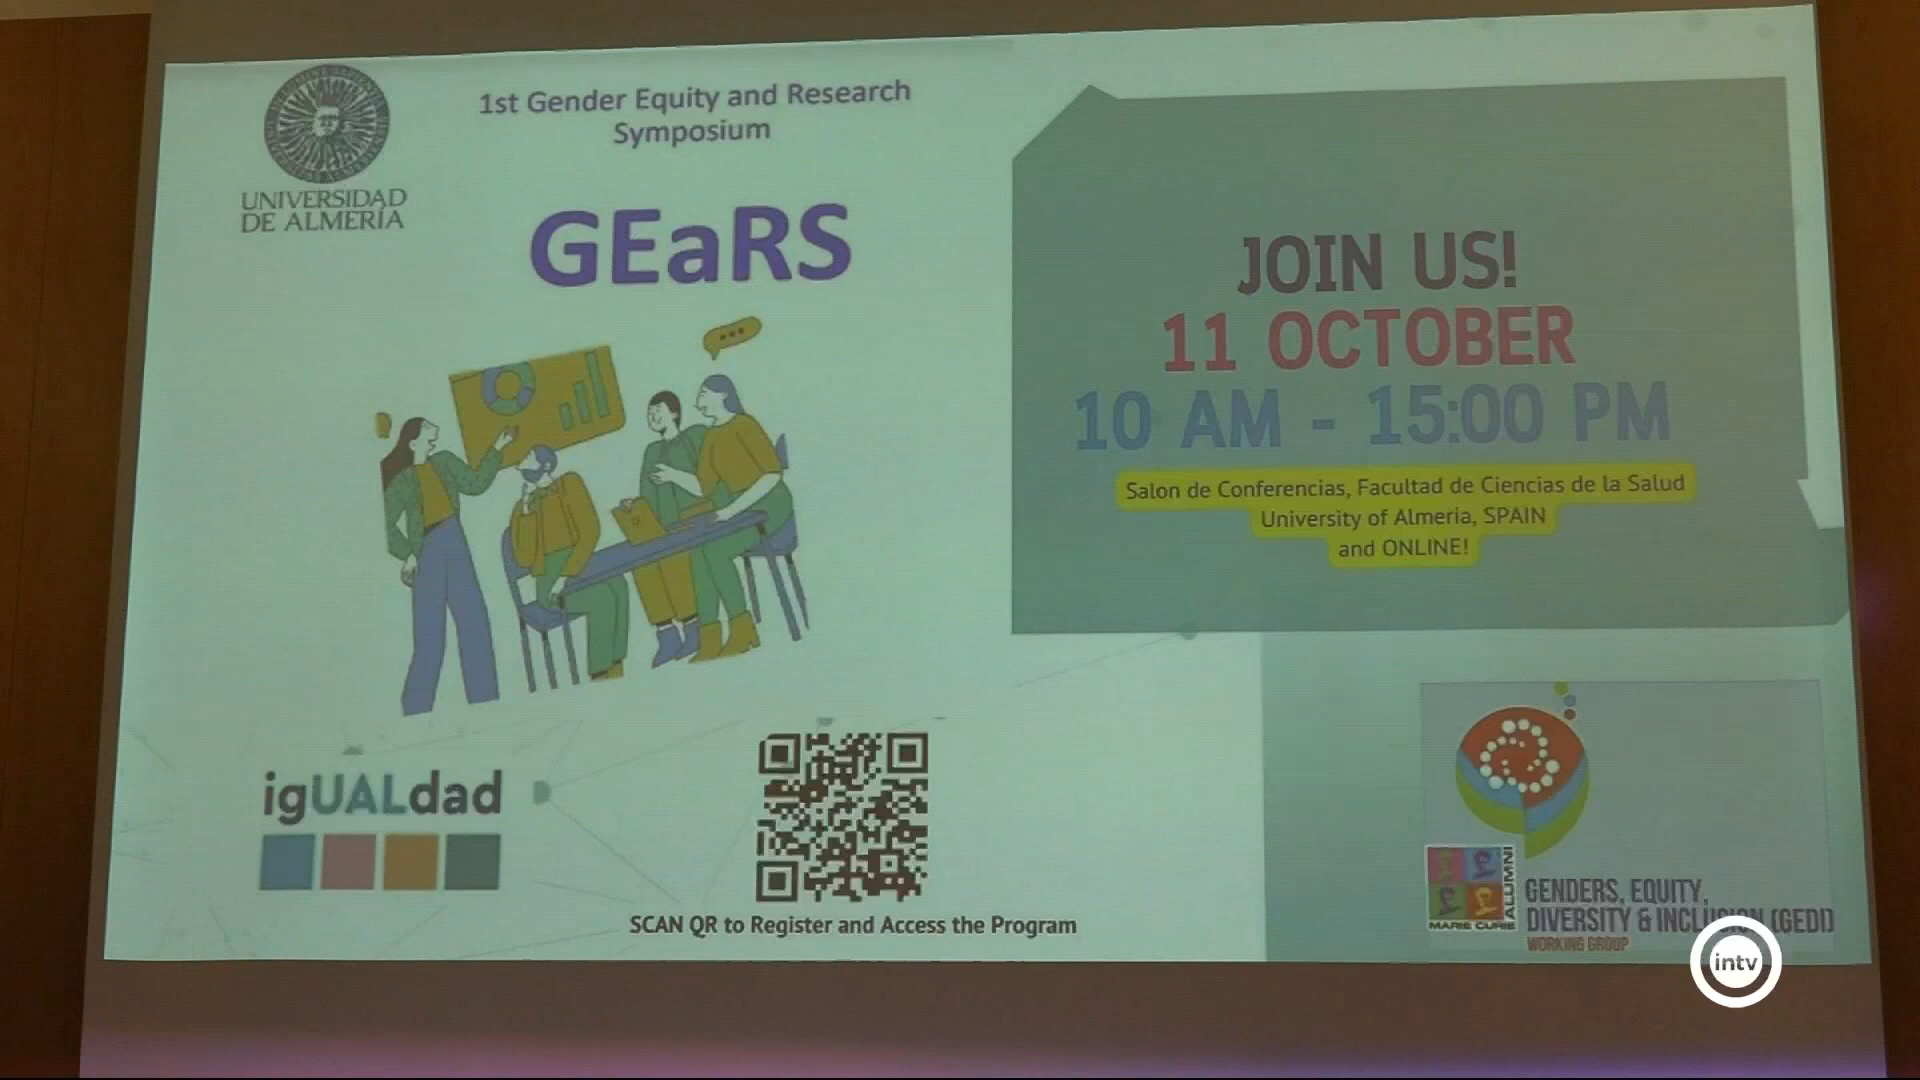 UNIVERSIDAD
DE ALMERÍA
1st Gender Equity and Research
Symposium
GEaRS
JOIN US!
11 OCTOBER
10 AM - 15:00 PM
Salon de Conferencias, Facultad de Ciencias de la Salud
University of Almeria, SPAIN
and ONLINE!
igUALdad
SCAN QR to Register and Access the Program
MARIE CURIE
ALUMNI
GENDERS, EQUITY,
DIVERSITY & INCLUSION (GEDI)
WORKING GROUP
intv